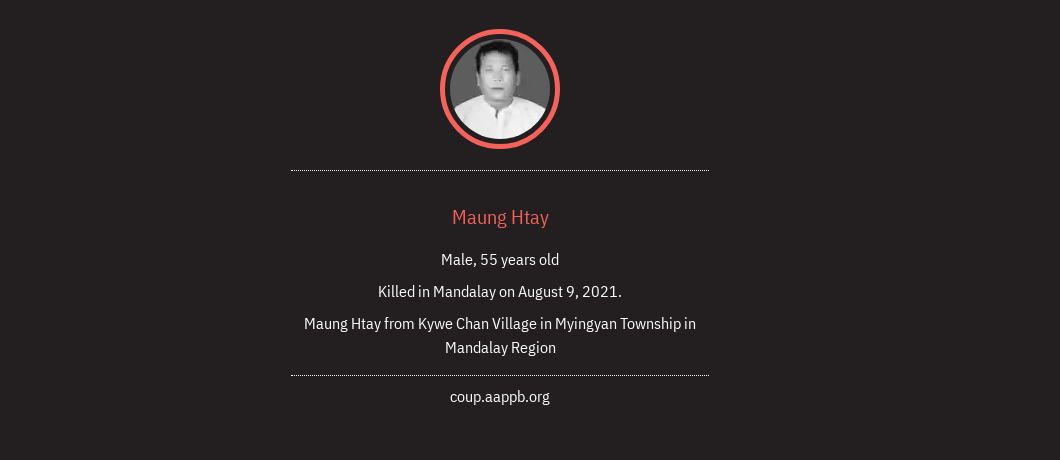 Maung Htay
Male, 55 years old
Killed in Mandalay on August 9, 2021.
Maung Htay from Kywe Chan Village in Myingyan Township in
Mandalay Region
coup.aappb.org